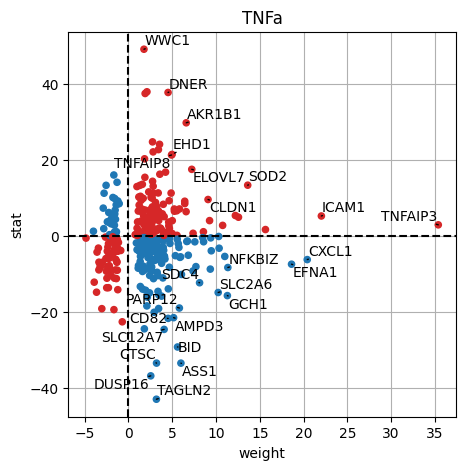 TNFa
WWC1
DNER
AKR1B1
EHD1
TNFAIP8
ELOVL7
SOD2
CLDN1
ICAM1
TNFAIP3
NFKBIZ
CXCL1
EFNA1
SDC4
SLC2A6
PARP12
GCH1
CD82
AMPD3
SLC12A7
CTSC
BID
ASS1
DUSP16
TAGLN2
stat
40
20
0
−20
−40
−5
0
5
10
15
20
25
30
35
weight